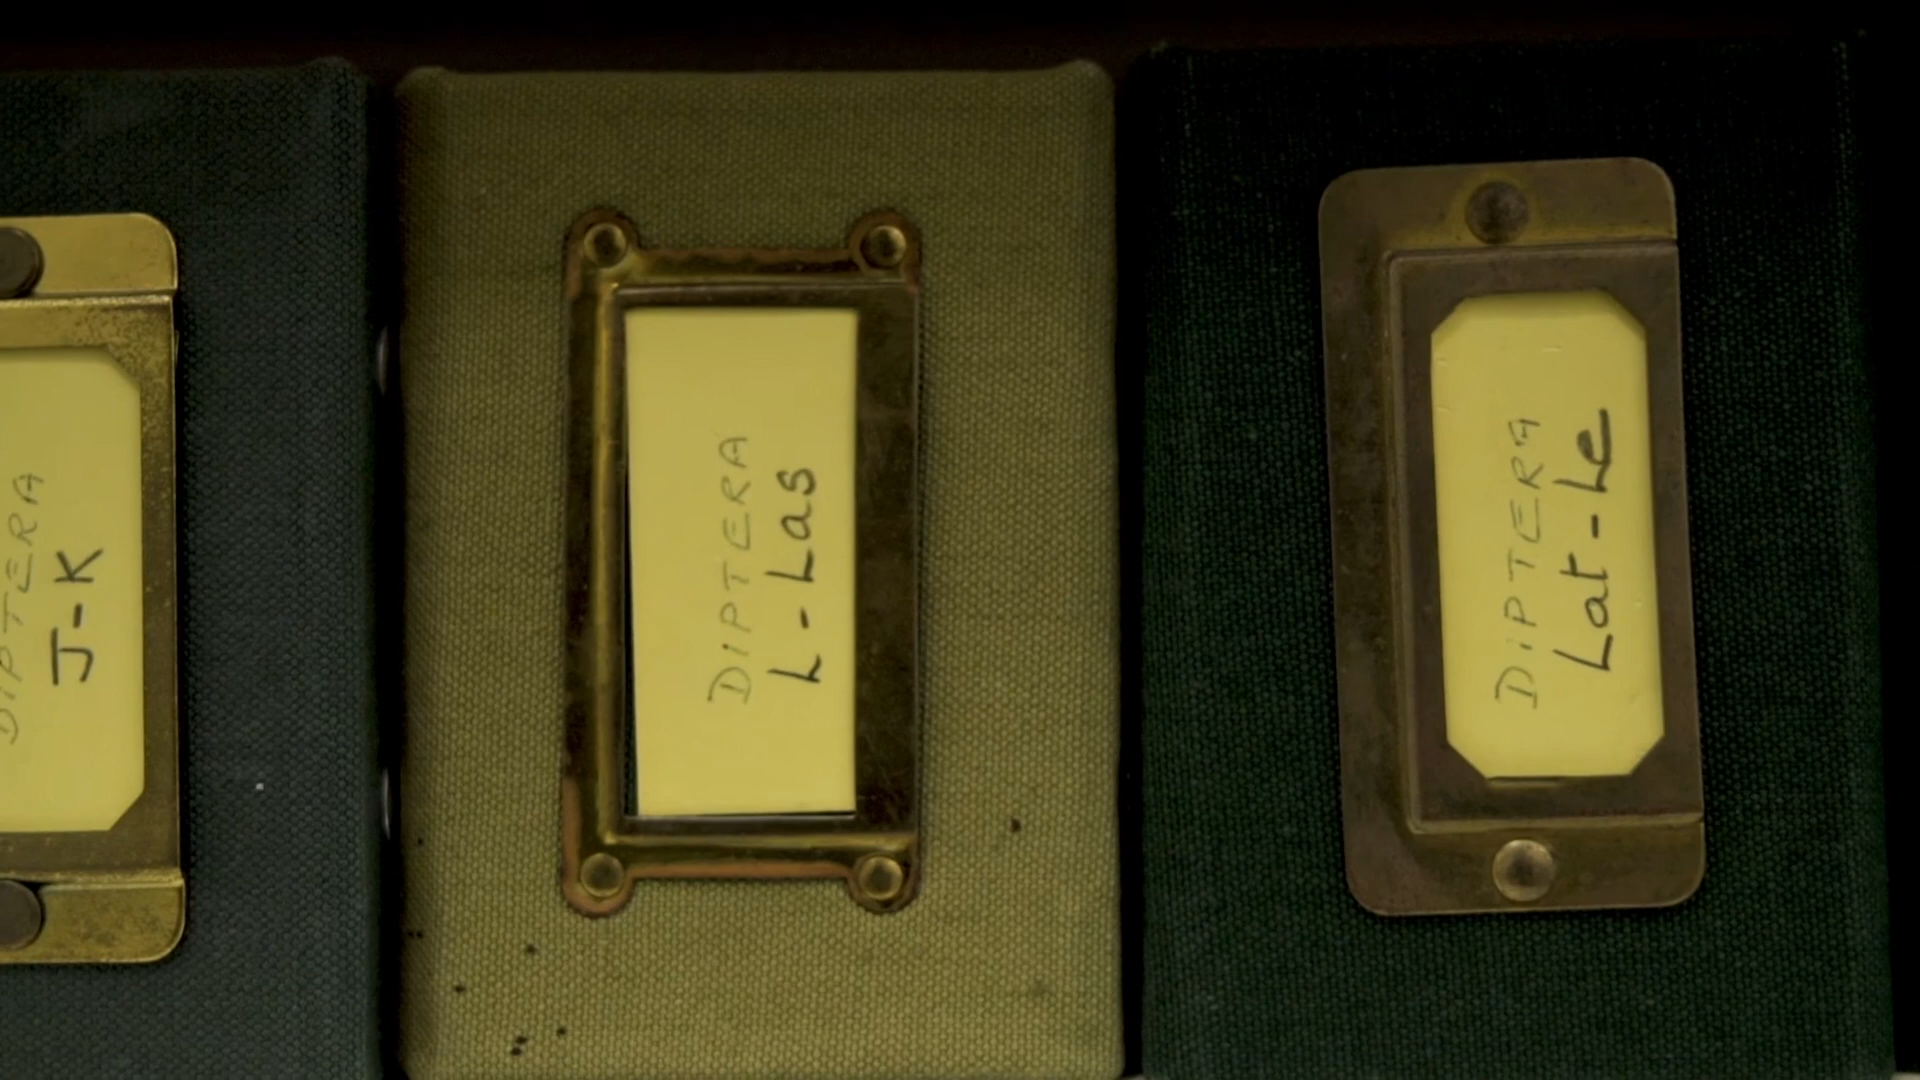 DIPTERA
J-K
DIPTERA
L-Las
DiPTERA
Lat-Le